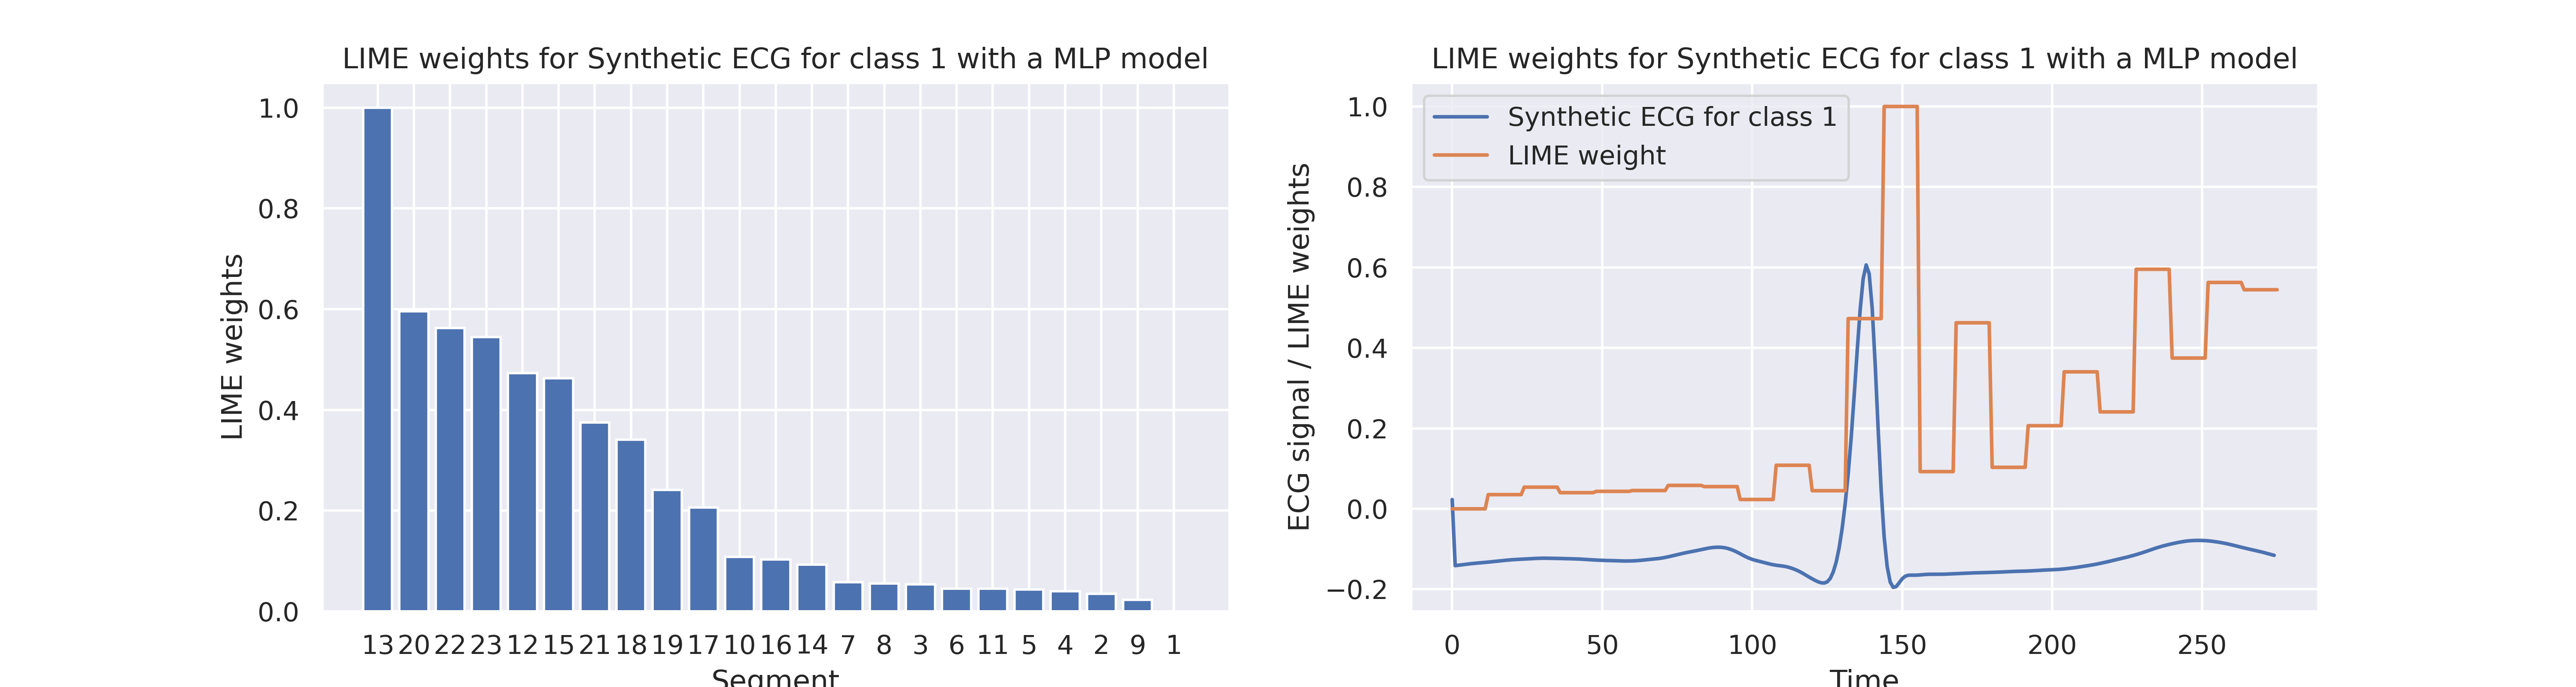 LIME weights for Synthetic ECG for class 1 with a MLP model
LIME weights
1.0
0.8
0.6
0.4
0.2
0.0
13 20 22 23 12 15 21 18 19 17 10 16 14 7 8 3 6 11 5 4 2 9 1
Segment
LIME weights for Synthetic ECG for class 1 with a MLP model
Synthetic ECG for class 1
LIME weight
ECG signal / LIME weights
1.0
0.8
0.6
0.4
0.2
0.0
−0.2
0 50 100 150 200 250
Time